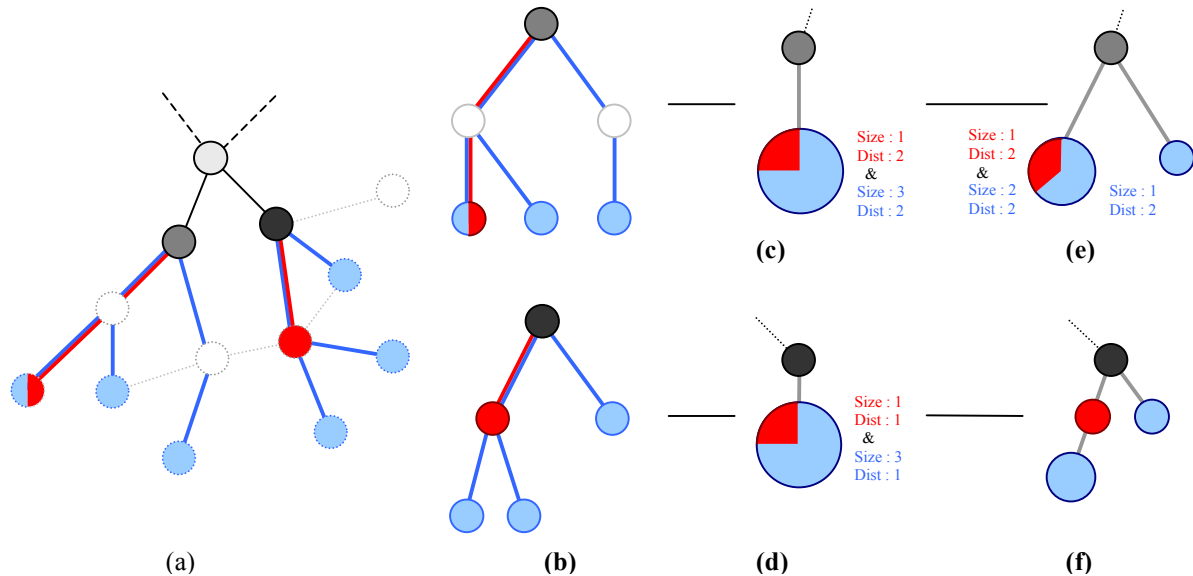 Size : 1
Dist : 2
&
Size : 3
Dist : 2
(c)
Size : 1
Dist : 2
&
Size : 2
Dist : 2
Size : 1
Dist : 2
(e)
Size : 1
Dist : 1
&
Size : 3
Dist : 1
(a)
(b)
(d)
(f)